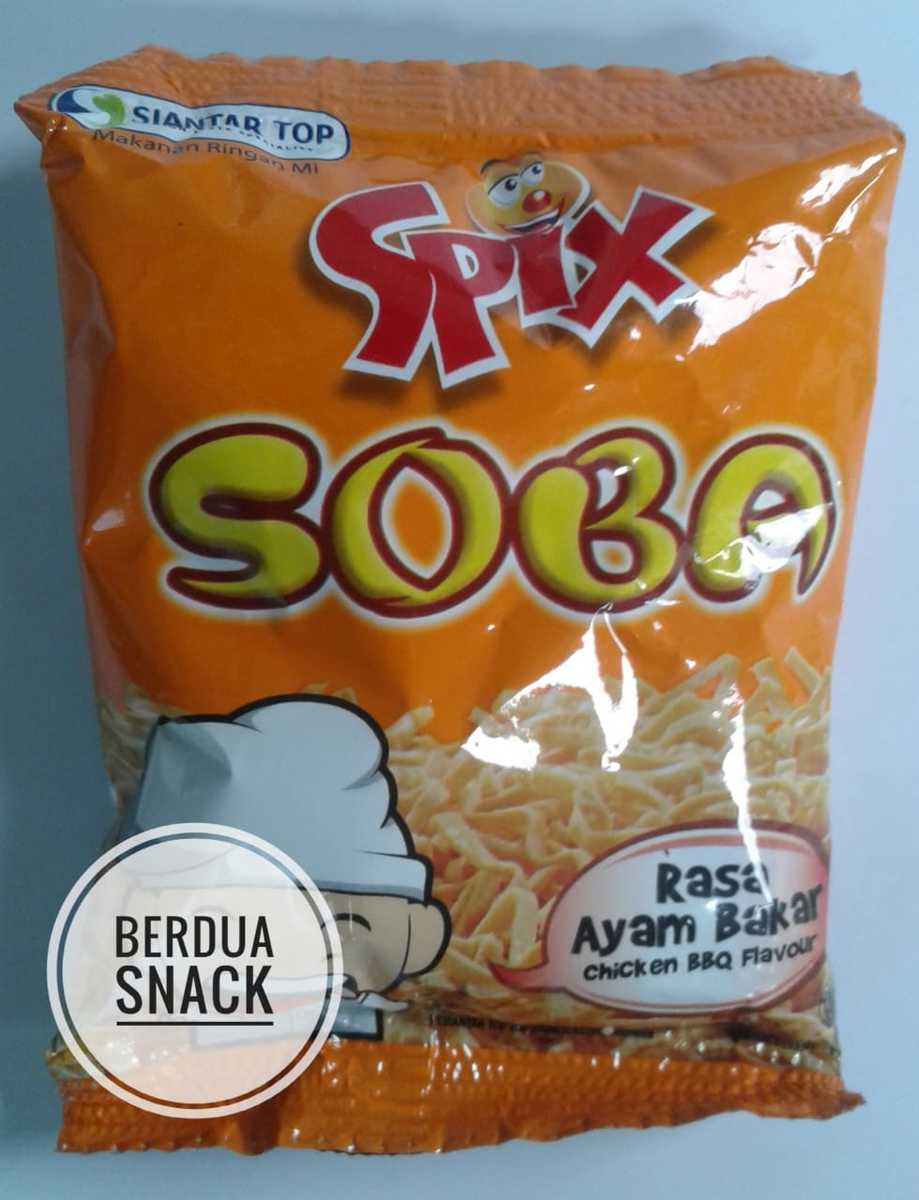 SIANTAR TOP
Makanan Ringan Mi
SPIX
SOBA
Rasa
Ayam Bakar
Chicken BBQ Flavour
BERDUA
SNACK